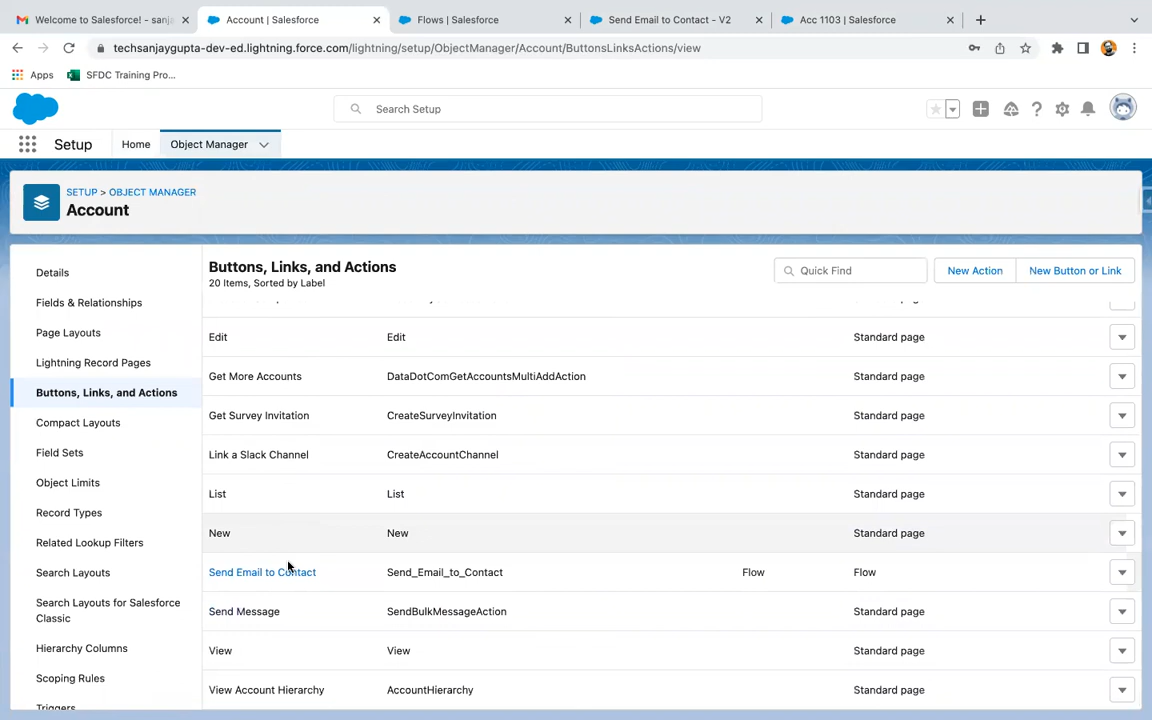 Welcome to Salesforce! - sanj
Account | Salesforce
Flows | Salesforce
Send Email to Contact - V2
Acc 1103 | Salesforce
techsanjaygupta-dev-ed.lightning.force.com/lightning/setup/ObjectManager/Account/ButtonsLinksActions/view
Apps
SFDC Training Pro...
Search Setup
Setup
Home
Object Manager
SETUP > OBJECT MANAGER
Account
Details
Fields & Relationships
Page Layouts
Lightning Record Pages
Buttons, Links, and Actions
Compact Layouts
Field Sets
Object Limits
Record Types
Related Lookup Filters
Search Layouts
Search Layouts for Salesforce
Classic
Hierarchy Columns
Scoping Rules
Triggers
Buttons, Links, and Actions
20 Items, Sorted by Label
Quick Find
New Action
New Button or Link
Edit Edit Standard page
Get More Accounts DataDotComGetAccountsMultiAddAction Standard page
Get Survey Invitation CreateSurveyInvitation Standard page
Link a Slack Channel CreateAccountChannel Standard page
List List Standard page
New New Standard page
Send Email to Contact Send_Email_to_Contact Flow Flow
Send Message SendBulkMessageAction Standard page
View View Standard page
View Account Hierarchy AccountHierarchy Standard page